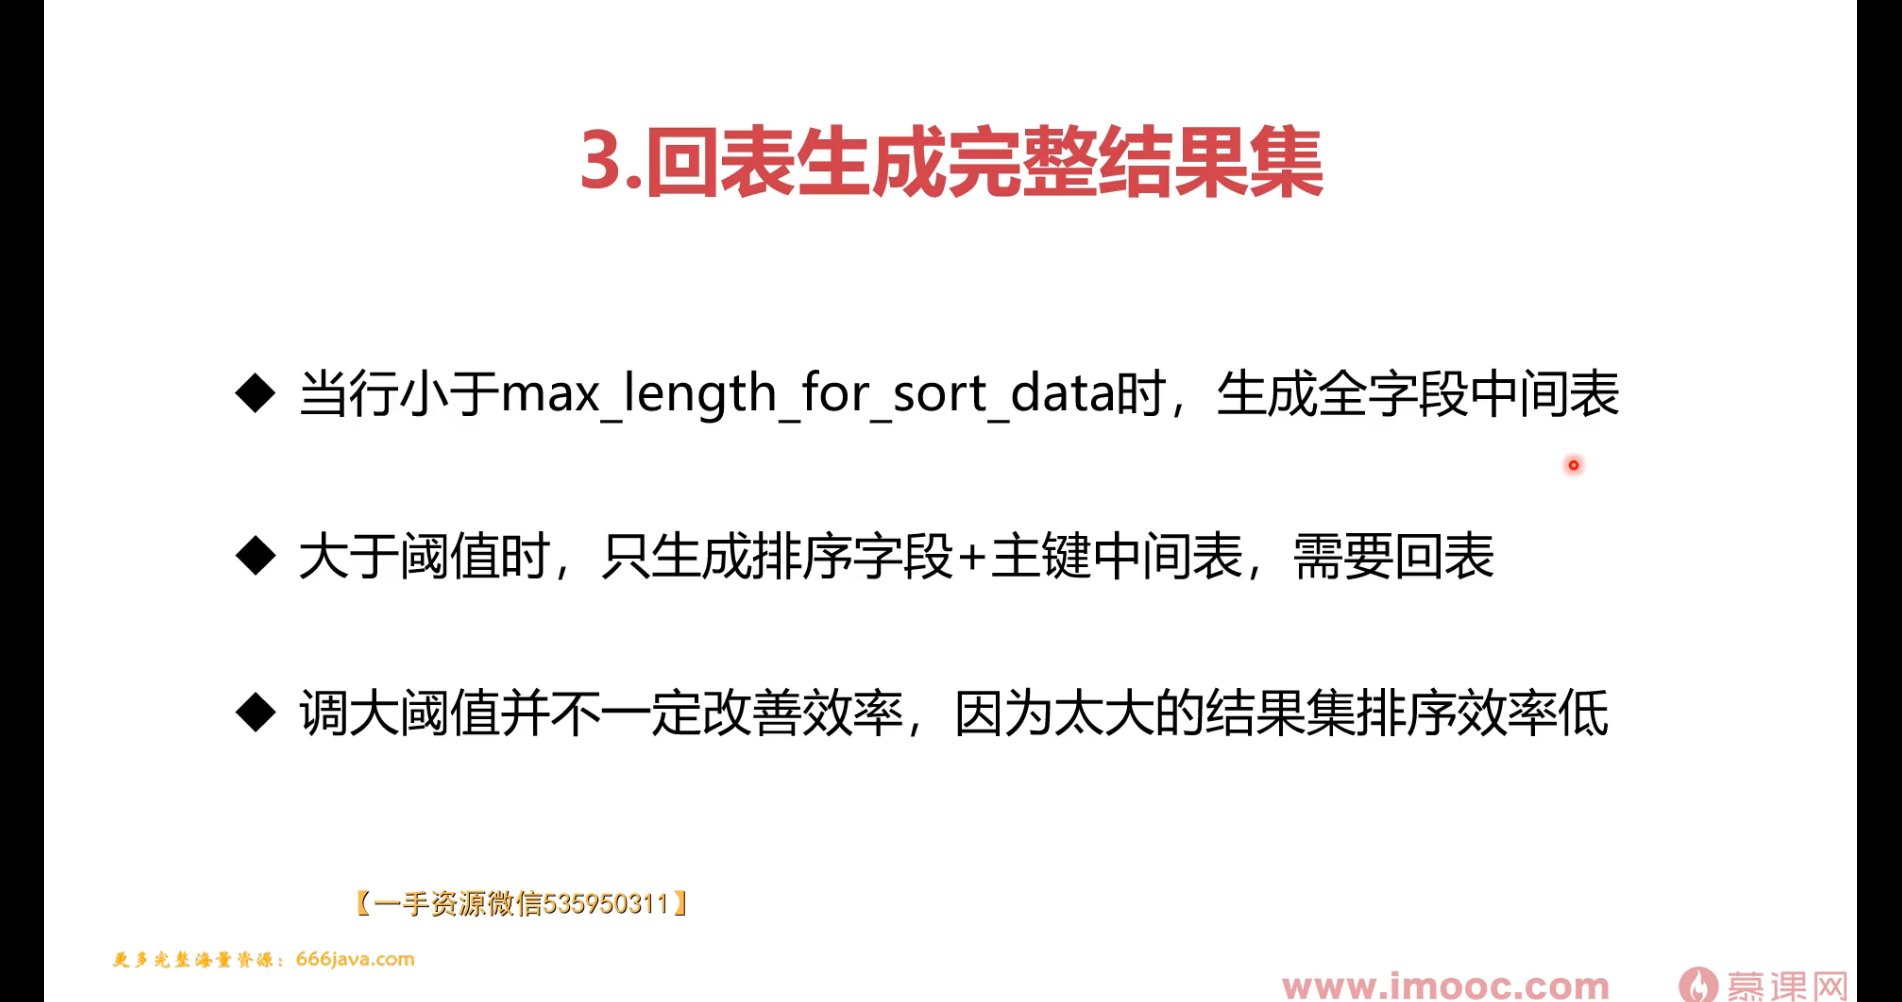 3.回表生成完整结果集
◆ 当行小于max_length_for_sort_data时，生成全字段中间表
◆ 大于阈值时，只生成排序字段+主键中间表，需要回表
◆ 调大阈值并不一定改善效率，因为太大的结果集排序效率低
【一手资源微信535950311】
更多完整海量资源：666java.com
www.imooc.com 慕课网